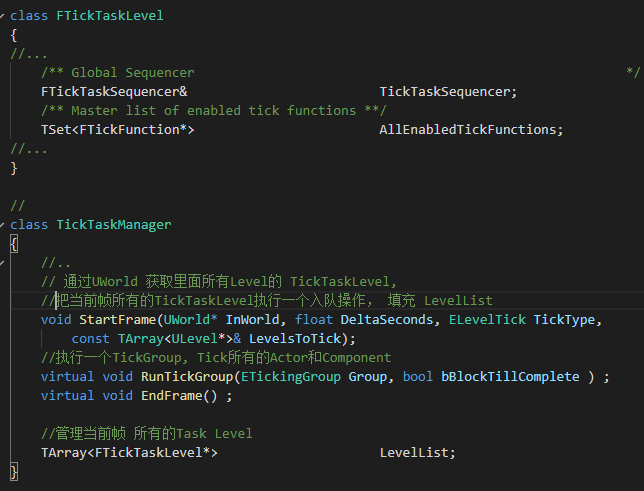 class FTickTaskLevel
{
//...
/** Global Sequencer */
FTickTaskSequencer& TickTaskSequencer;
/** Master list of enabled tick functions **/
TSet<FTickFunction*> AllEnabledTickFunctions;
//...
}
//
class TickTaskManager
{
//..
// 通过UWorld 获取里面所有Level的 TickTaskLevel,
//把当前帧所有的TickTaskLevel执行一个入队操作, 填充 LevelList
void StartFrame(UWorld* InWorld, float DeltaSeconds, ELevelTick TickType,
const TArray<ULevel*>& LevelsToTick);
//执行一个TickGroup, Tick所有的Actor和Component
virtual void RunTickGroup(ETickingGroup Group, bool bBlockTillComplete ) ;
virtual void EndFrame() ;
//管理当前帧 所有的Task Level
TArray<FTickTaskLevel*> LevelList;
}